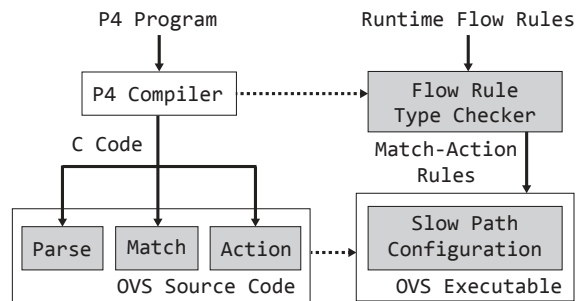 P4 Program
Runtime Flow Rules
P4 Compiler
Flow Rule
Type Checker
C Code
Match-Action
Rules
Parse
Match
Action
OVS Source Code
Slow Path
Configuration
OVS Executable